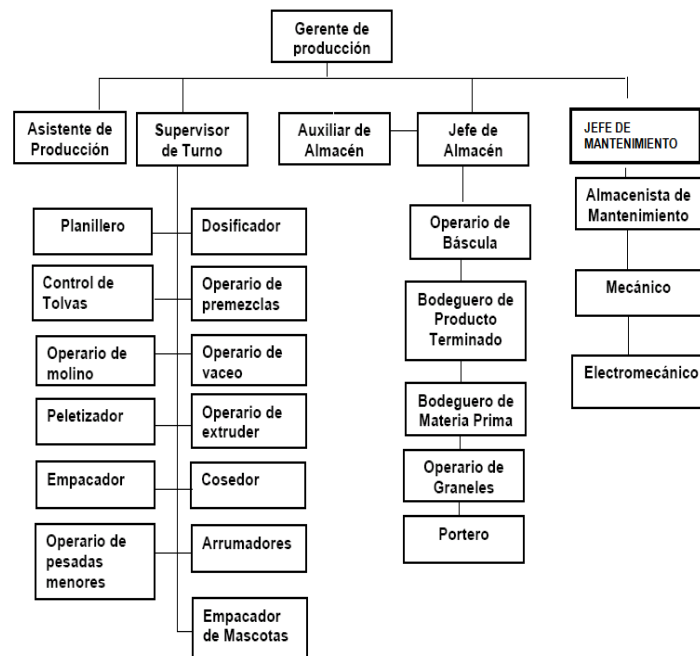 Gerente de
producción
Asistente de
Producción
Supervisor
de Turno
Auxiliar de
Almacén
Jefe de
Almacén
JEFE DE
MANTENIMIENTO
Planillero
Dosificador
Control de
Tolvas
Operario de
premezclas
Operario de
molino
Operario de
vaceo
Peletizador
Operario de
extruder
Empacador
Cosedor
Operario de
pesadas
menores
Arrumadores
Empacador
de Mascotas
Operario de
Báscula
Bodeguero de
Producto
Terminado
Bodeguero de
Materia Prima
Operario de
Graneles
Portero
Almacenista de
Mantenimiento
Mecánico
Electromecánico